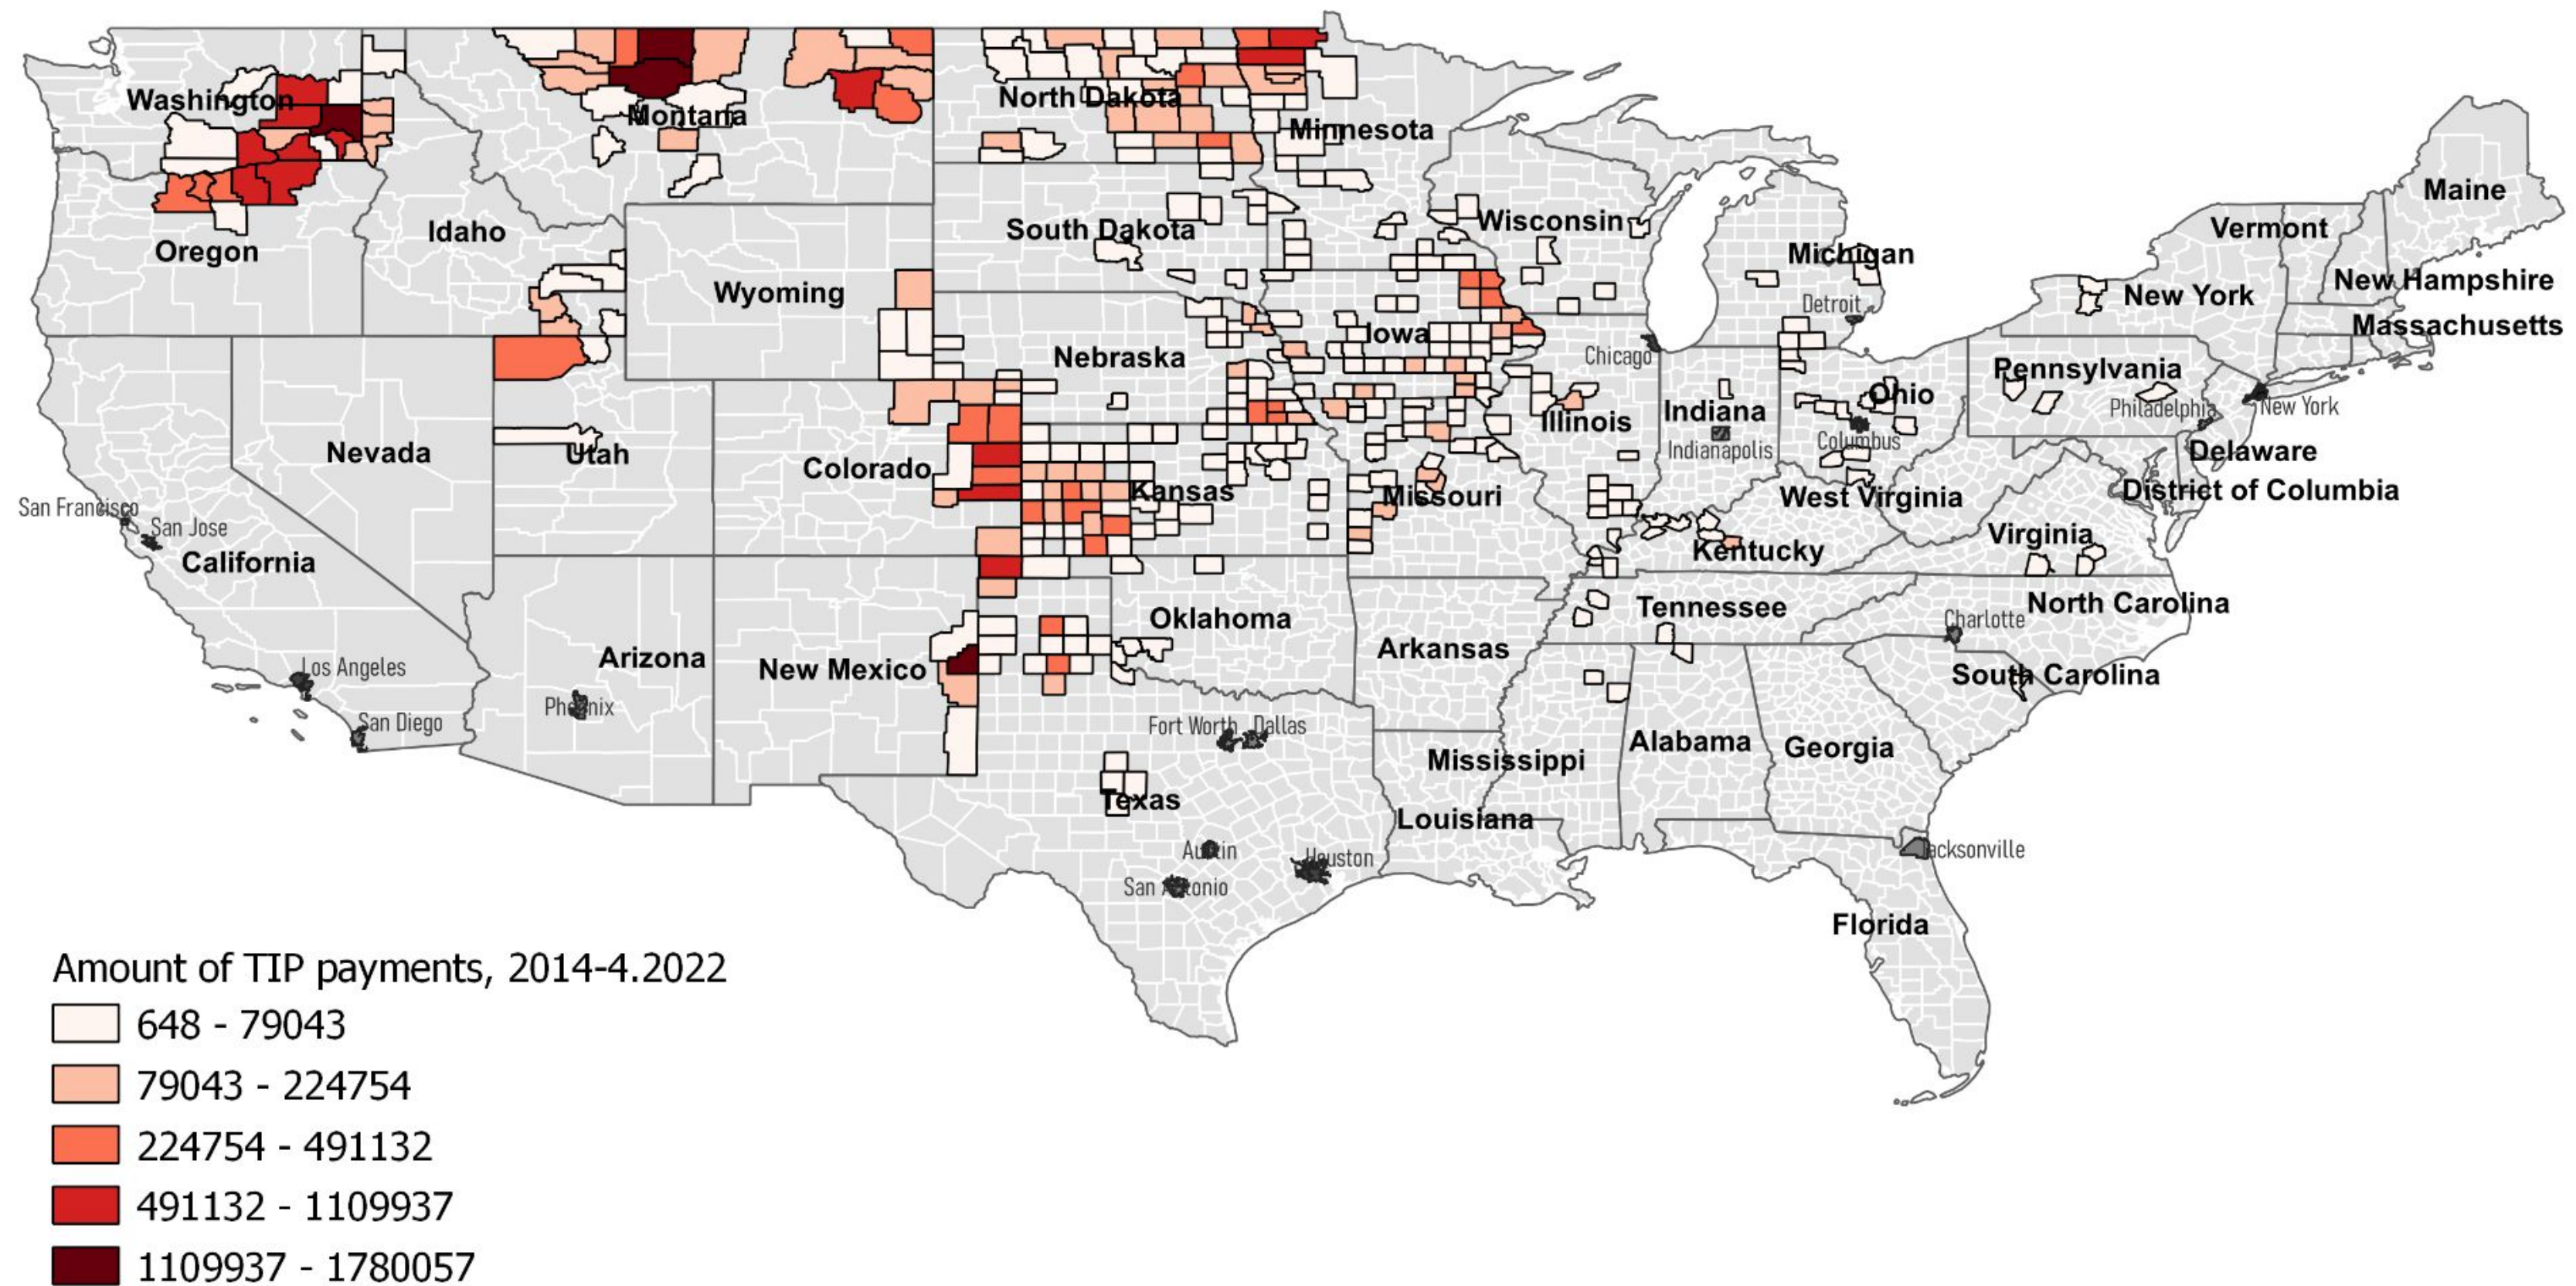 Washington
Montana
North Dakota
Minnesota
Maine
Oregon
Idaho
South Dakota
Wisconsin
Vermont
Michigan
Wyoming
New Hampshire
New York
Detroit
Massachusetts
Iowa
Chicago
Nebraska
Pennsylvania
Ohio
Philadelphia
New York
Nevada
Utah
Colorado
Illinois
Indiana
Indianapolis
Columbus
Delaware
San Francisco
San Jose
Kansas
Missouri
West Virginia
District of Columbia
California
Kentucky
Virginia
Oklahoma
Tennessee
Charlotte
North Carolina
Los Angeles
Arizona
New Mexico
Arkansas
South Carolina
Phoenix
San Diego
Fort Worth
Dallas
Alabama
Georgia
Mississippi
Texas
Louisiana
Austin
Houston
Jacksonville
San Antonio
Florida
Amount of TIP payments, 2014-4.2022
648 - 79043
79043 - 224754
224754 - 491132
491132 - 1109937
1109937 - 1780057